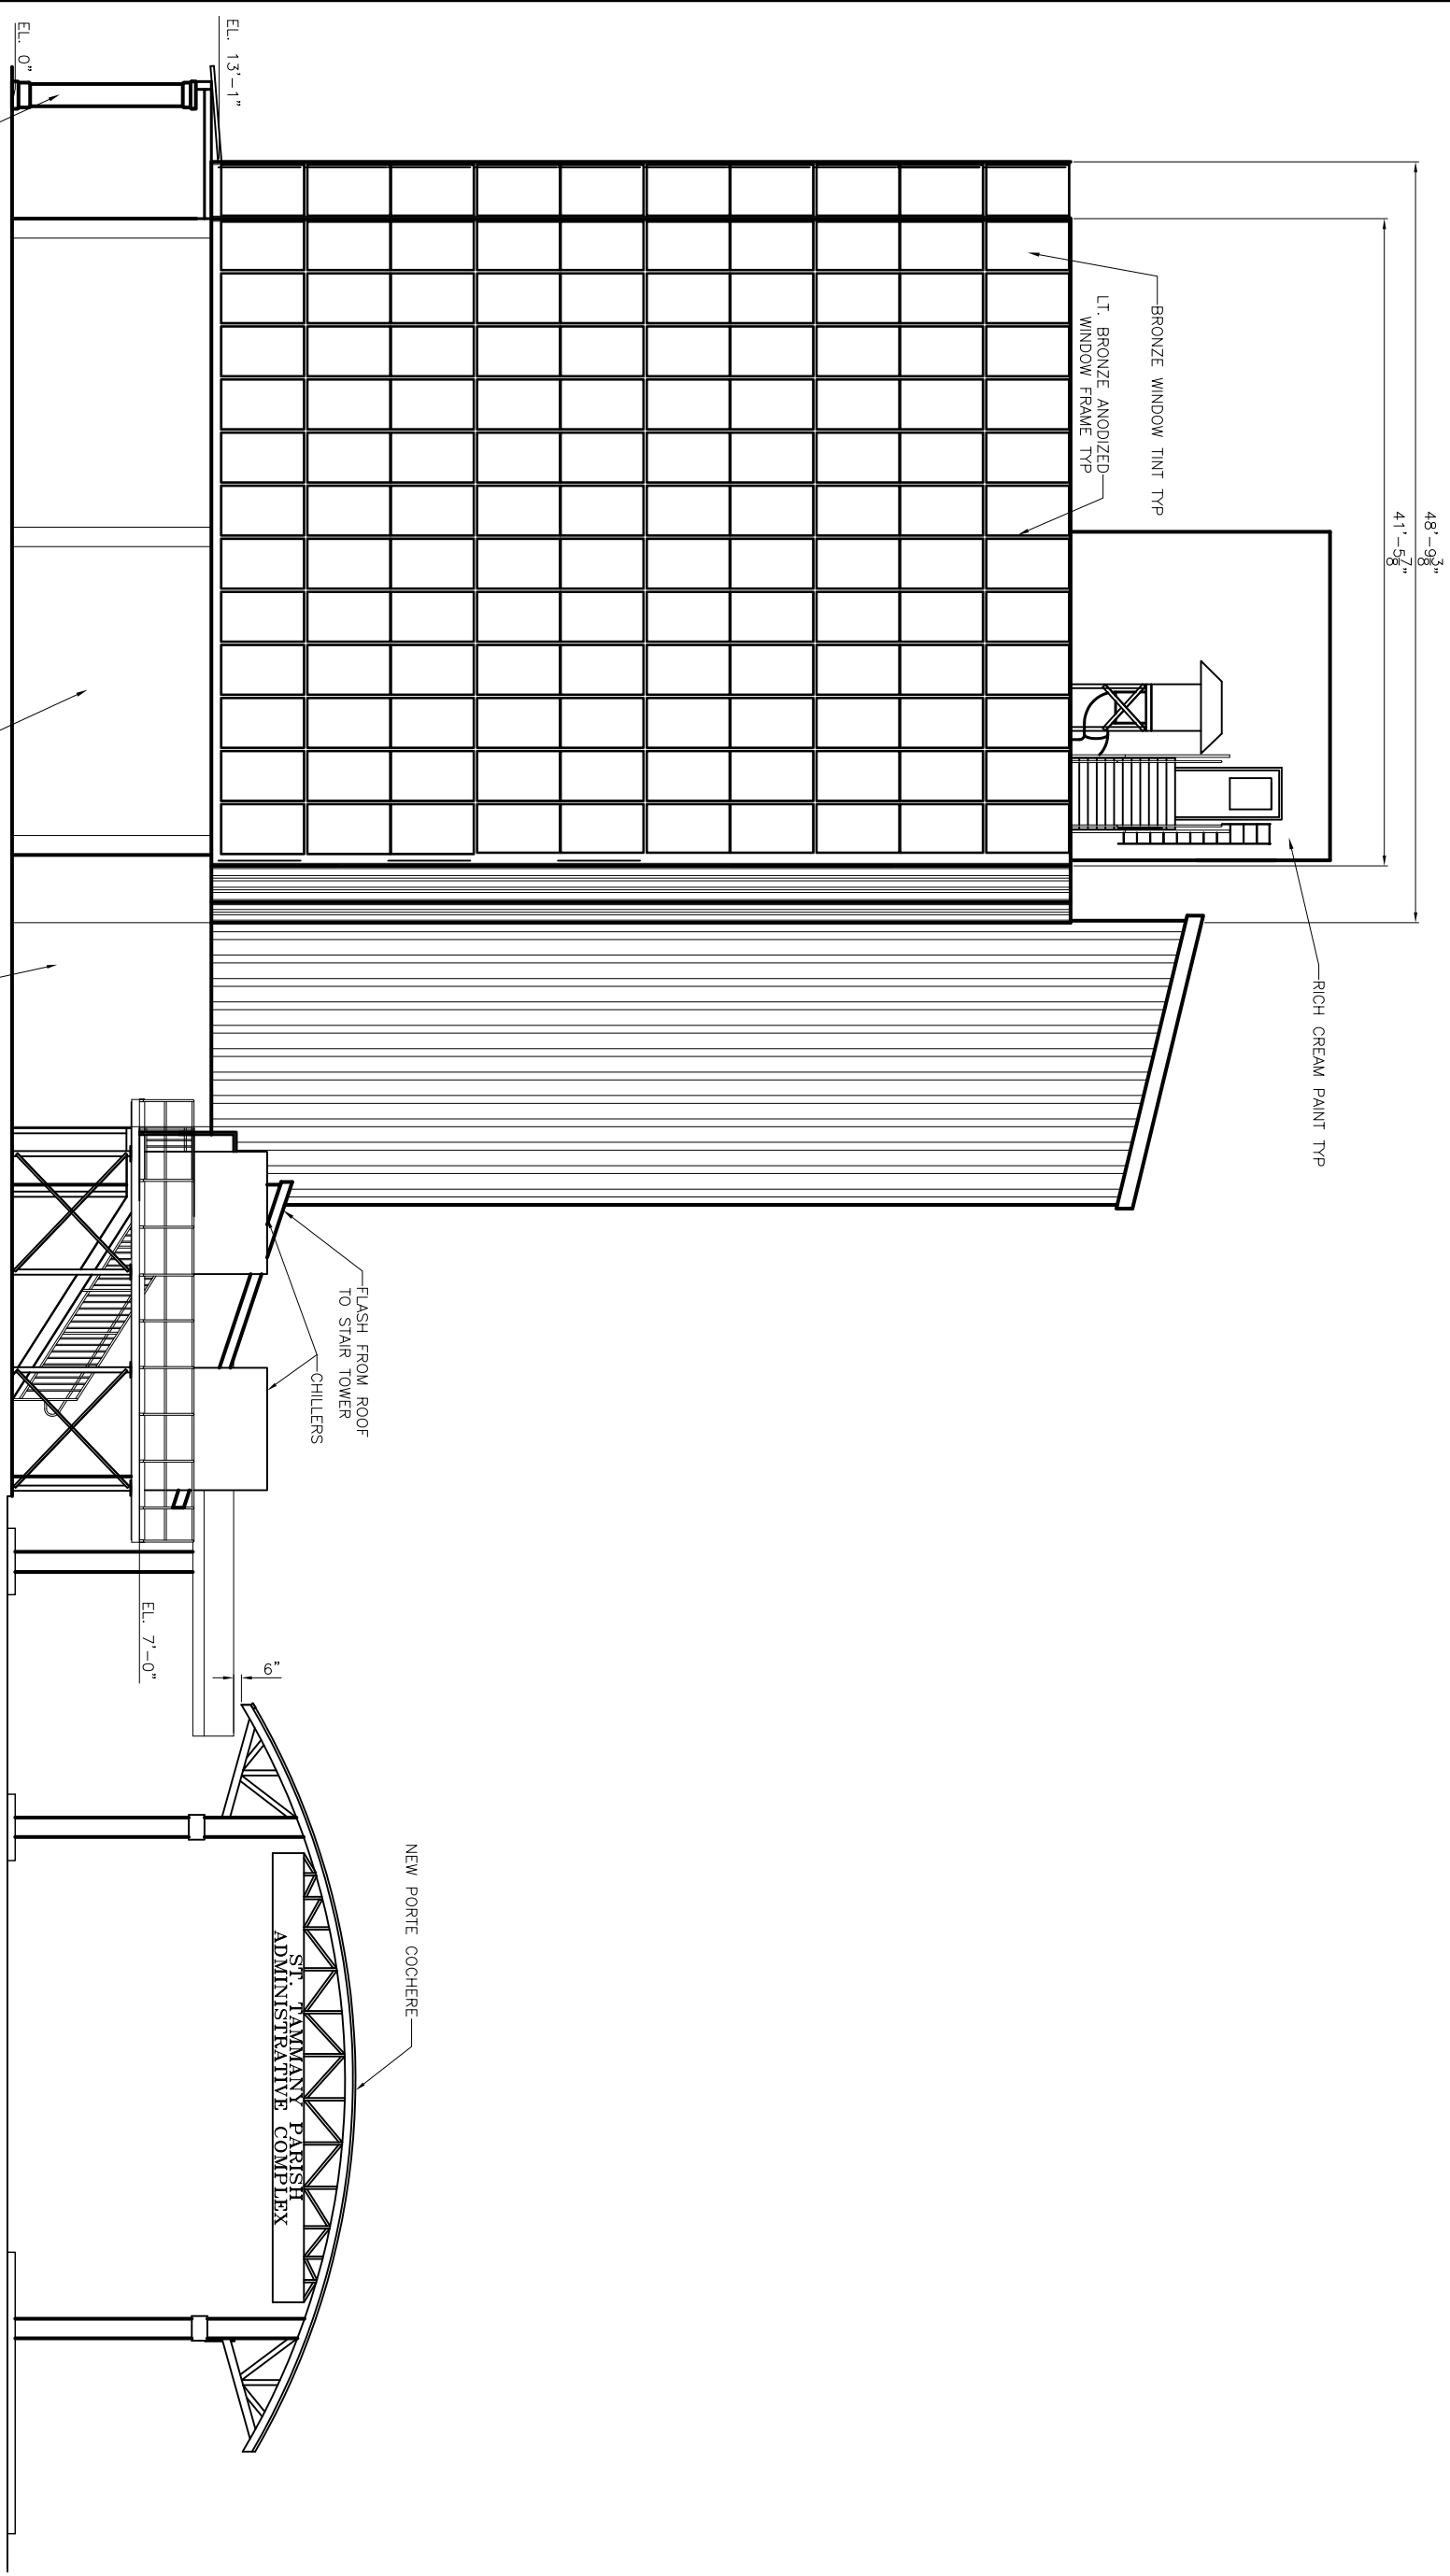 48'-9 3/8"
41'-5 7/8"
RICH CREAM PAINT TYP
BRONZE WINDOW TINT TYP
LT. BRONZE ANODIZED
WINDOW FRAME TYP
NEW PORTE COCHERE
FLASH FROM ROOF
TO STAIR TOWER
CHILLERS
ST. TAMMANY PARISH
ADMINISTRATIVE COMPLEX
6"
EL. 13'-1"
EL. 7'-0"
EL. 0"